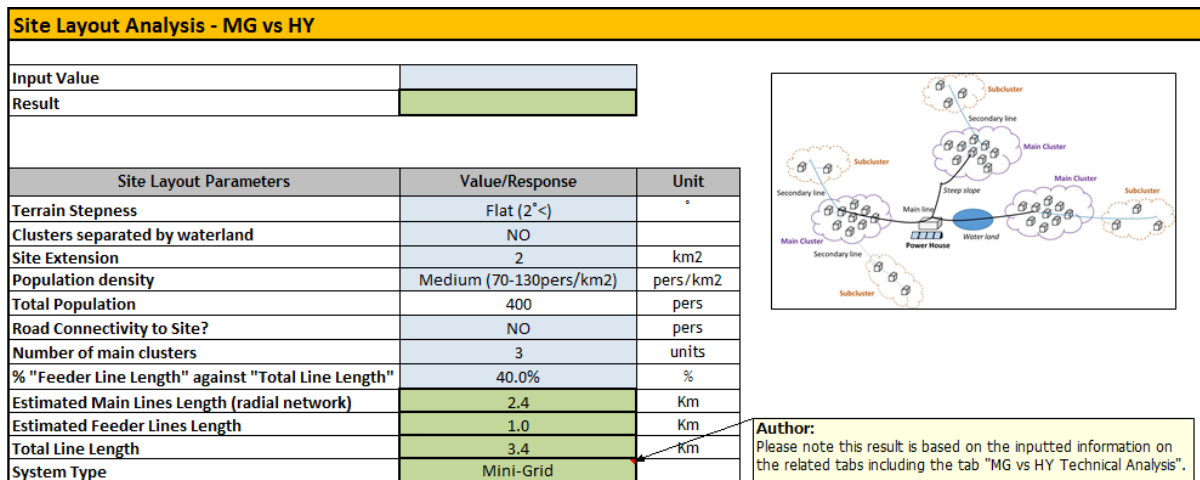 Site Layout Analysis - MG vs HY
Input Value
Result
Site Layout Parameters Value/Response Unit
Terrain Stepness Flat (2°<) °
Clusters separated by waterland NO
Site Extension 2 km2
Population density Medium (70-130pers/km2) pers/km2
Total Population 400 pers
Road Connectivity to Site? NO pers
Number of main clusters 3 units
% "Feeder Line Length" against "Total Line Length" 40.0% %
Estimated Main Lines Length (radial network) 2.4 Km
Estimated Feeder Lines Length 1.0 Km
Total Line Length 3.4 Km
System Type Mini-Grid
Subcluster
Secondary line
Main Cluster
Subcluster
Steep slope
Main Cluster
Subcluster
Secondary line
Main line
Power House
Water land
Main Cluster
Secondary line
Subcluster
Author:
Please note this result is based on the inputted information on
the related tabs including the tab "MG vs HY Technical Analysis".